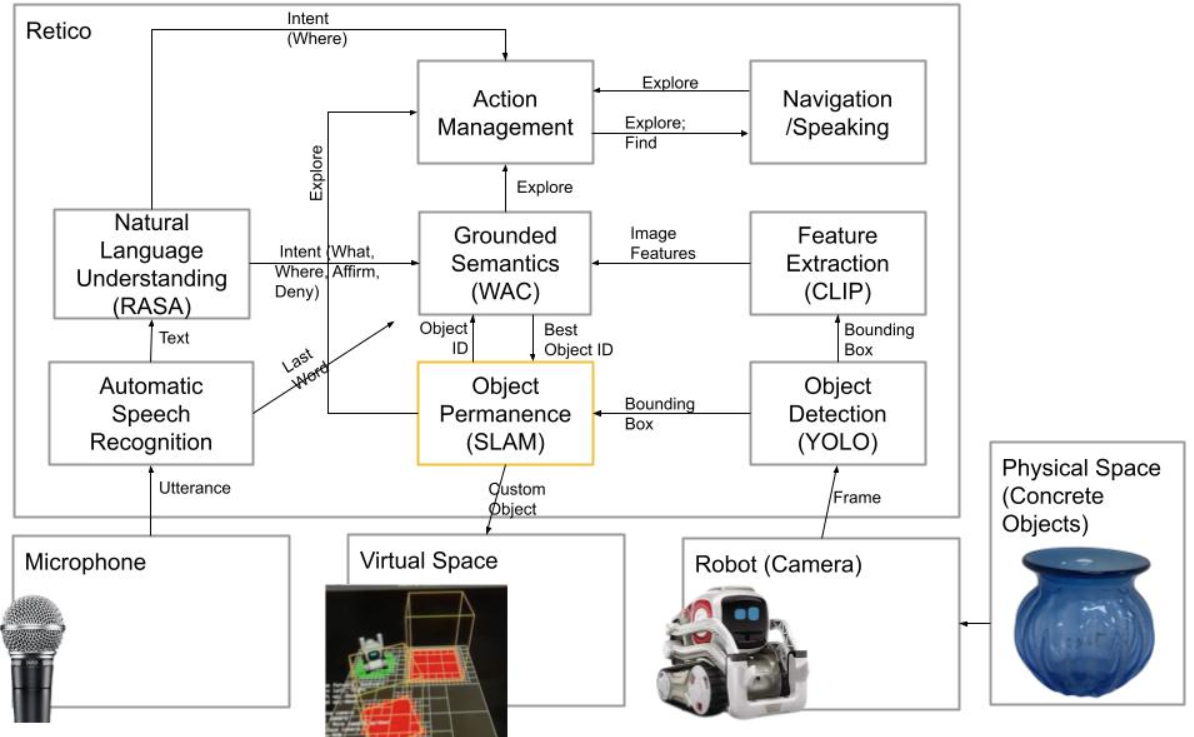 Retico
Intent
(Where)
Action
Management
Explore
Explore;
Find
Navigation
/Speaking
Explore
Explore
Natural
Language
Understanding
(RASA)
Intent (What,
Where, Affirm,
Deny)
Grounded
Semantics
(WAC)
Image
Features
Feature
Extraction
(CLIP)
Text
Last
Word
Object
ID
Best
Object ID
Bounding
Box
Automatic
Speech
Recognition
Object
Permanence
(SLAM)
Bounding
Box
Object
Detection
(YOLO)
Utterance
Custom
Object
Frame
Physical Space
(Concrete
Objects)
Microphone
Virtual Space
Robot (Camera)